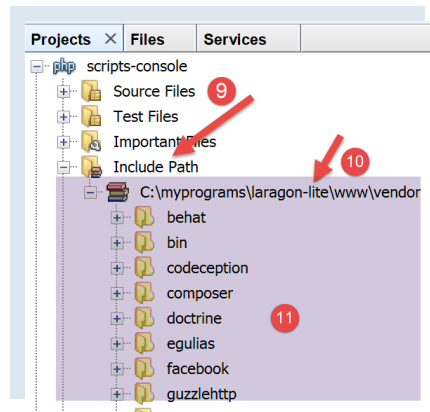 Projects × Files Services
php scripts-console
Source Files 9
Test Files
Important Files
Include Path
10
C:\myprograms\laragon-lite\www\vendor
behat
bin
codeception
composer
doctrine 11
egulias
facebook
guzzlehttp